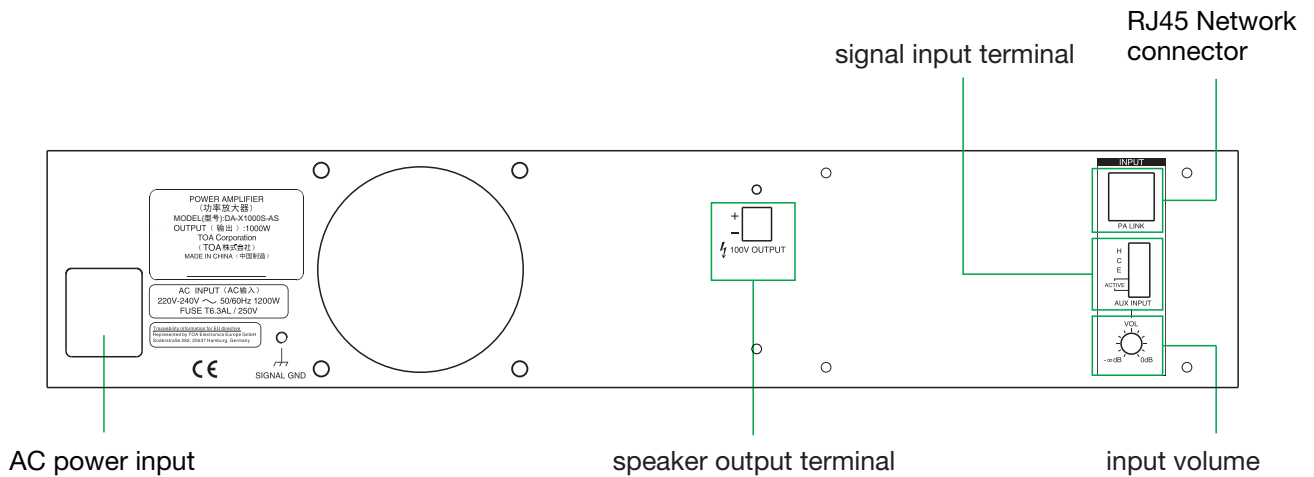 RJ45 Network
connector
signal input terminal
INPUT
PA LINK
POWER AMPLIFIER
（功率放大器）
MODEL(型号):DA-X1000S-AS
OUTPUT（输出）:1000W
TOA Corporation
（TOA株式会社）
MADE IN CHINA（中国制造）
AC INPUT（AC输入）
220V-240V ～ 50/60Hz 1200W
FUSE T6.3AL / 250V
Traceability Information for EU directive
Represented by TOA Electronics Europe GmbH
Süderstraße 282, 20537 Hamburg, Germany
CE
SIGNAL GND
+
−
100V OUTPUT
H
C
E
ACTIVE
AUX INPUT
VOL
-∞dB
0dB
AC power input
speaker output terminal
input volume